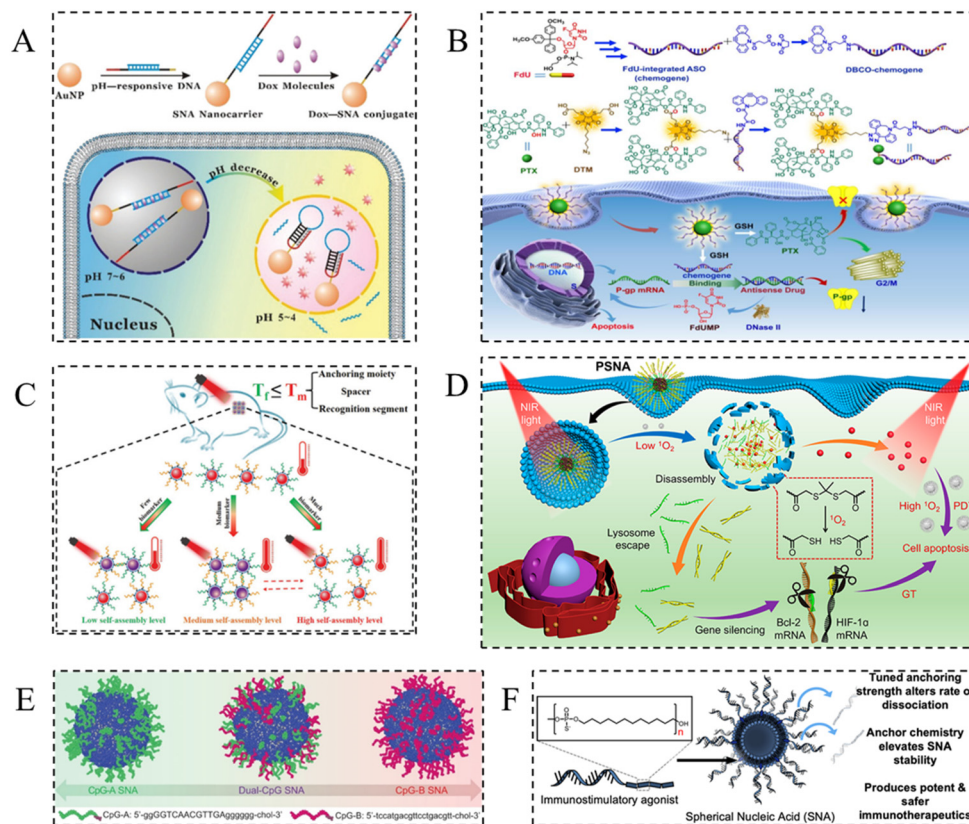 A
AuNP
pH—responsive DNA
SNA Nanocarrier
Dox Molecules
Dox—SNA conjugate
pH decrease
pH 7~6
pH 5~4
Nucleus
B
FdU
FdU-integrated ASO
(chemogene)
DBCO-chemogene
PTX
DTM
GSH
GSH
PTX
DNA
P-gp mRNA
chemogene
Binding
Antisense Drug
P-gp
G2/M
Apoptosis
FdUMP
DNase II
C
Tf ≤ Tm
Anchoring moiety
Spacer
Recognition segment
Few
biomarker
Medium
biomarker
Much
biomarker
Low self-assembly level
Medium self-assembly level
High self-assembly level
D
PSNA
NIR
light
NIR
light
Low ¹O₂
Disassembly
High ¹O₂
PD
Lysosome
escape
¹O₂
SH
HS
Cell apoptosis
GT
Gene silencing
Bcl-2
mRNA
HIF-1α
mRNA
E
CpG-A SNA
Dual-CpG SNA
CpG-B SNA
CpG-A: 5'-ggGGTCAACGTTGAgggggg-chol-3'
CpG-B: 5'-tccatgacgttcctgacgtt-chol-3'
F
Immunostimulatory agonist
Spherical Nucleic Acid (SNA)
Tuned anchoring
strength alters rate o
dissociation
Anchor chemistry
elevates SNA
stability
Produces potent &
safer
immunotherapeutics